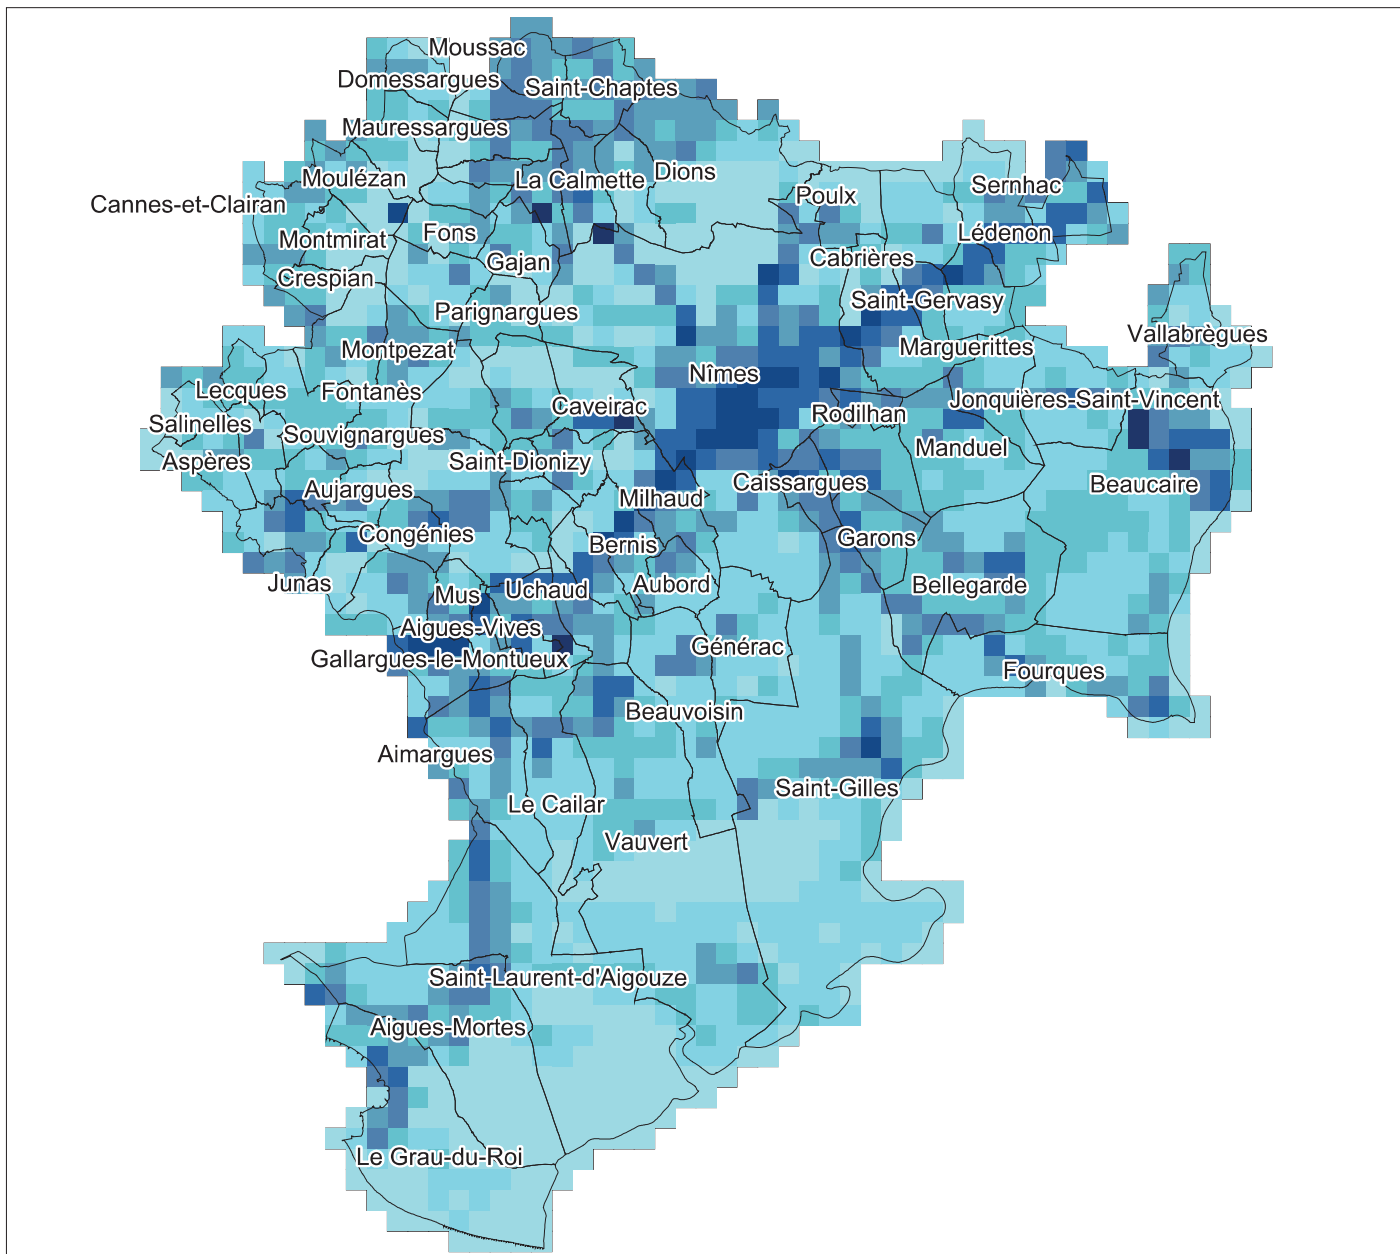 Moussac
Domessargues
Saint-Chaptes
Mauressargues
Dions
Moulézan
La Calmette
Sernhac
Poulx
Cannes-et-Clairan
Fons
Lédenon
Montmirat
Cabrières
Gajan
Crespian
Saint-Gervasy
Parignargues
Vallabrègues
Marguerittes
Montpezat
Nîmes
Lecques
Fontanès
Jonquières-Saint-Vincent
Caveirac
Rodilhan
Salinelles
Souvignargues
Manduel
Aspères
Saint-Dionizy
Caissargues
Beaucaire
Aujargues
Milhaud
Congénies
Garons
Bernis
Junas
Aubord
Bellegarde
Uchaud
Mus
Aigues-Vives
Générac
Gallargues-le-Montueux
Fourques
Beauvoisin
Aimargues
Saint-Gilles
Le Cailar
Vauvert
Saint-Laurent-d'Aigouze
Aigues-Mortes
Le Grau-du-Roi